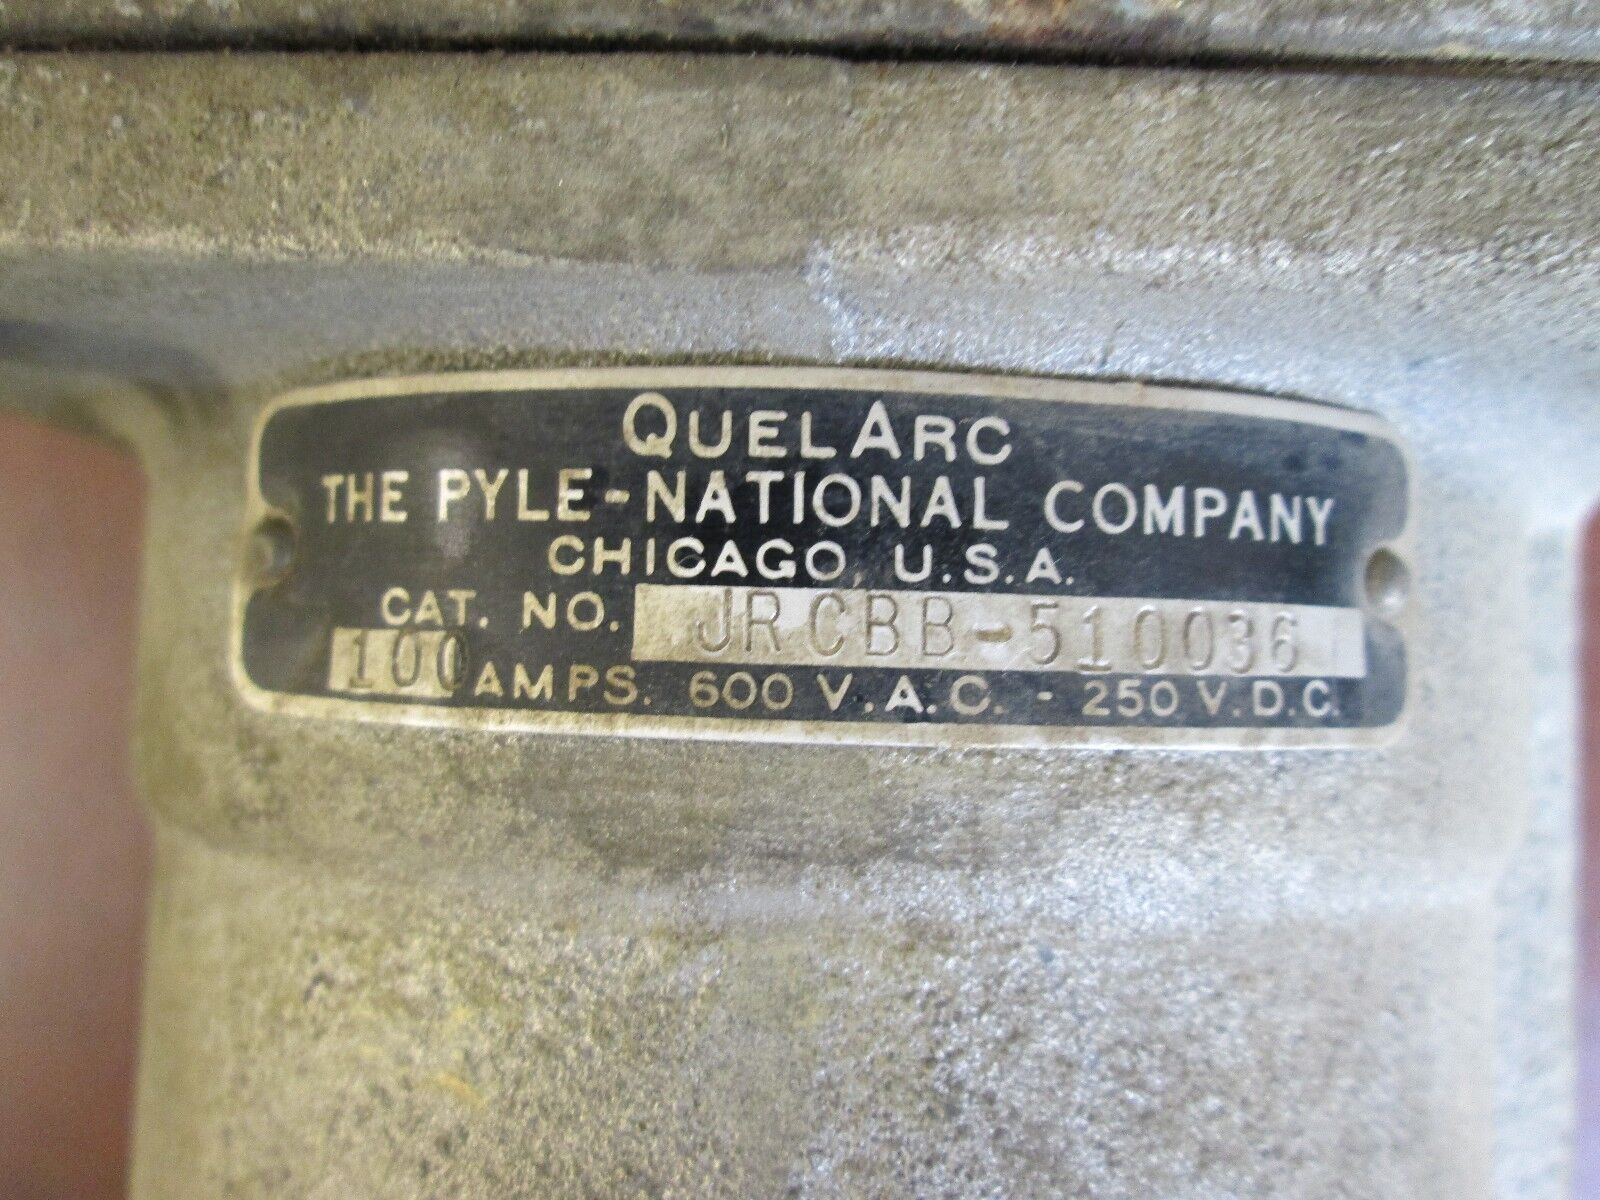 QUELARC
THE PYLE-NATIONAL COMPANY
CHICAGO, U.S.A.
CAT. NO. JRCBB-510036
100 AMPS. 600 V.A.C. - 250 V.D.C.